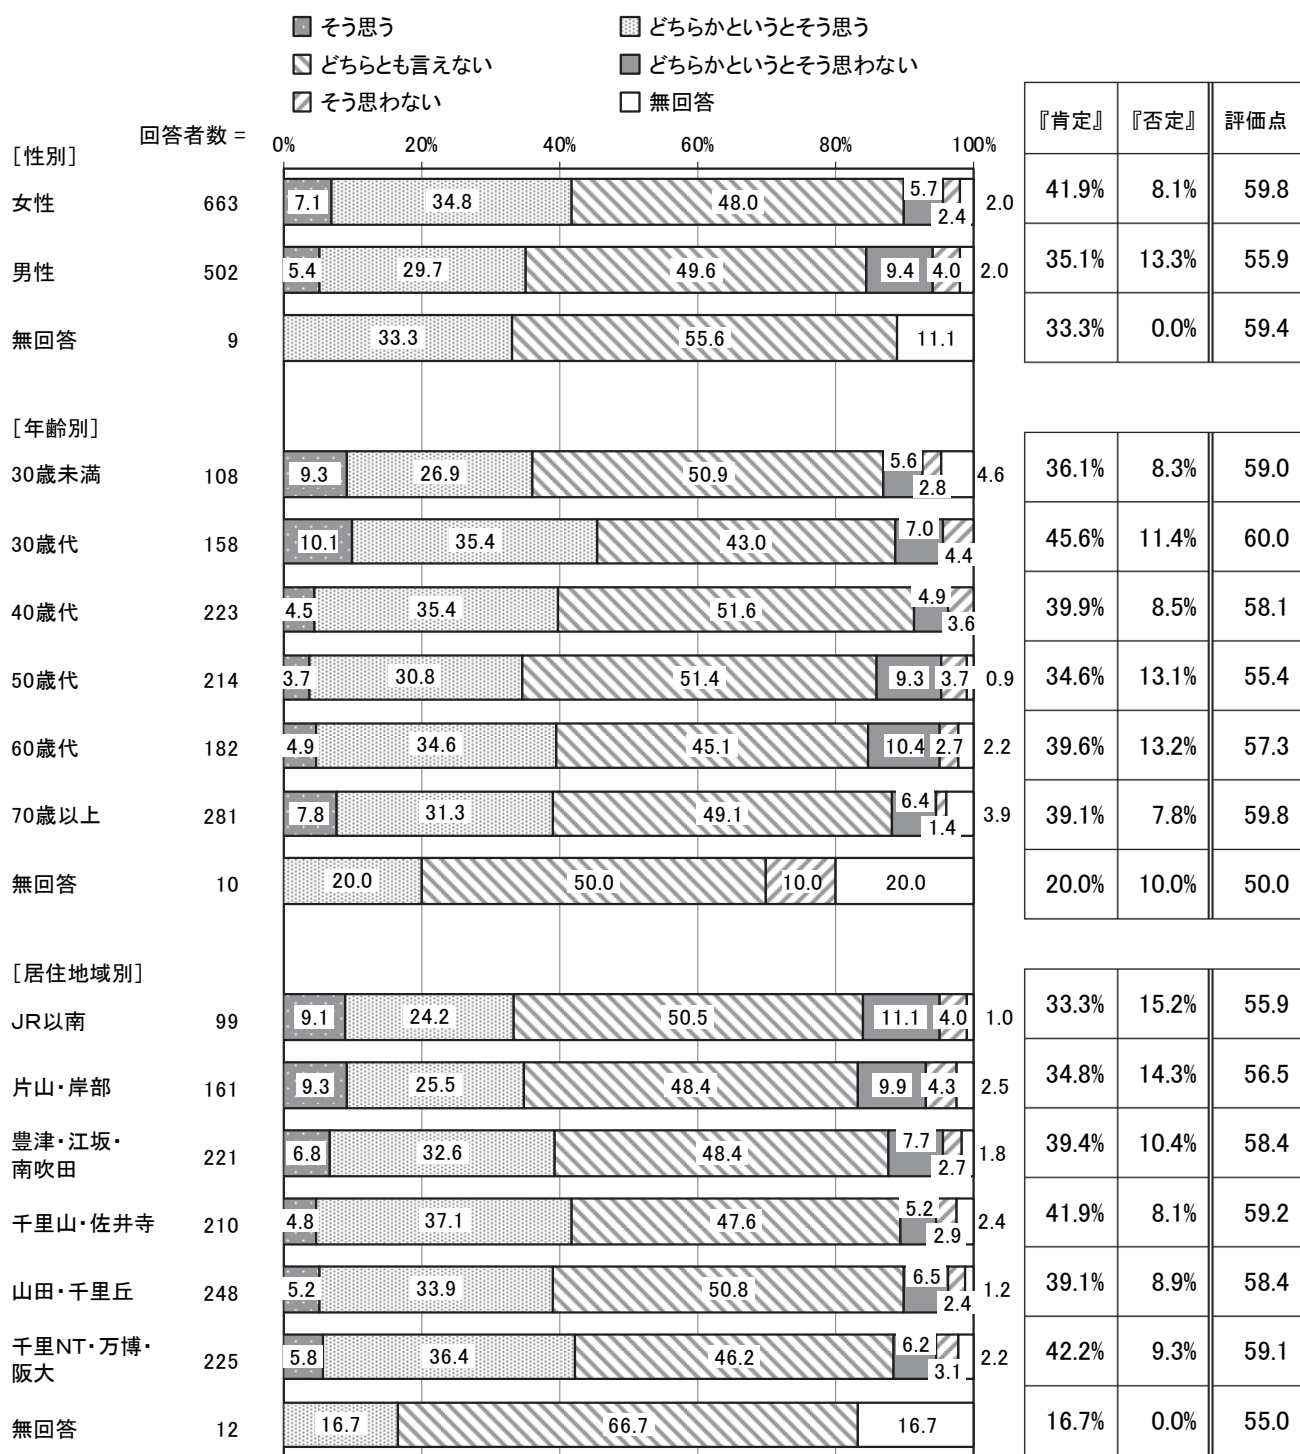 そう思う どちらかというとそう思う
どちらとも言えない どちらかというとそう思わない
そう思わない 無回答
『肯定』 『否定』 評価点
回答者数 = 0% 20% 40% 60% 80% 100%
[性別]
女性 663 7.1 34.8 48.0 5.7 2.4 2.0 41.9% 8.1% 59.8
男性 502 5.4 29.7 49.6 9.4 4.0 2.0 35.1% 13.3% 55.9
無回答 9 33.3 55.6 11.1 33.3% 0.0% 59.4
[年齢別]
30歳未満 108 9.3 26.9 50.9 5.6 2.8 4.6 36.1% 8.3% 59.0
30歳代 158 10.1 35.4 43.0 7.0 4.4 45.6% 11.4% 60.0
40歳代 223 4.5 35.4 51.6 4.9 3.6 39.9% 8.5% 58.1
50歳代 214 3.7 30.8 51.4 9.3 3.7 0.9 34.6% 13.1% 55.4
60歳代 182 4.9 34.6 45.1 10.4 2.7 2.2 39.6% 13.2% 57.3
70歳以上 281 7.8 31.3 49.1 6.4 1.4 3.9 39.1% 7.8% 59.8
無回答 10 20.0 50.0 10.0 20.0 20.0% 10.0% 50.0
[居住地域別]
JR以南 99 9.1 24.2 50.5 11.1 4.0 1.0 33.3% 15.2% 55.9
片山・岸部 161 9.3 25.5 48.4 9.9 4.3 2.5 34.8% 14.3% 56.5
豊津・江坂・
南吹田 221 6.8 32.6 48.4 7.7 2.7 1.8 39.4% 10.4% 58.4
千里山・佐井寺 210 4.8 37.1 47.6 5.2 2.9 2.4 41.9% 8.1% 59.2
山田・千里丘 248 5.2 33.9 50.8 6.5 2.4 1.2 39.1% 8.9% 58.4
千里NT・万博・
阪大 225 5.8 36.4 46.2 6.2 3.1 2.2 42.2% 9.3% 59.1
無回答 12 16.7 66.7 16.7 16.7% 0.0% 55.0